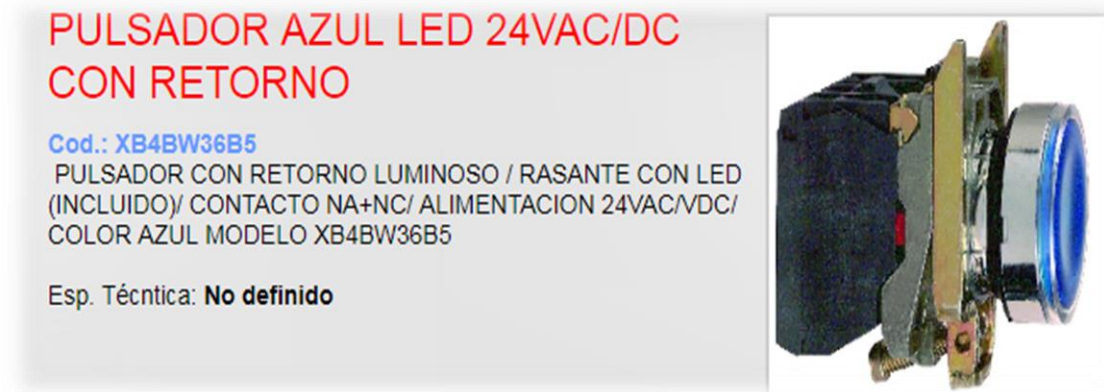 PULSADOR AZUL LED 24VAC/DC
CON RETORNO
Cod.: XB4BW36B5
PULSADOR CON RETORNO LUMINOSO / RASANTE CON LED
(INCLUIDO)/ CONTACTO NA+NC/ ALIMENTACION 24VAC/VDC/
COLOR AZUL MODELO XB4BW36B5
Esp. Técntica: No definido